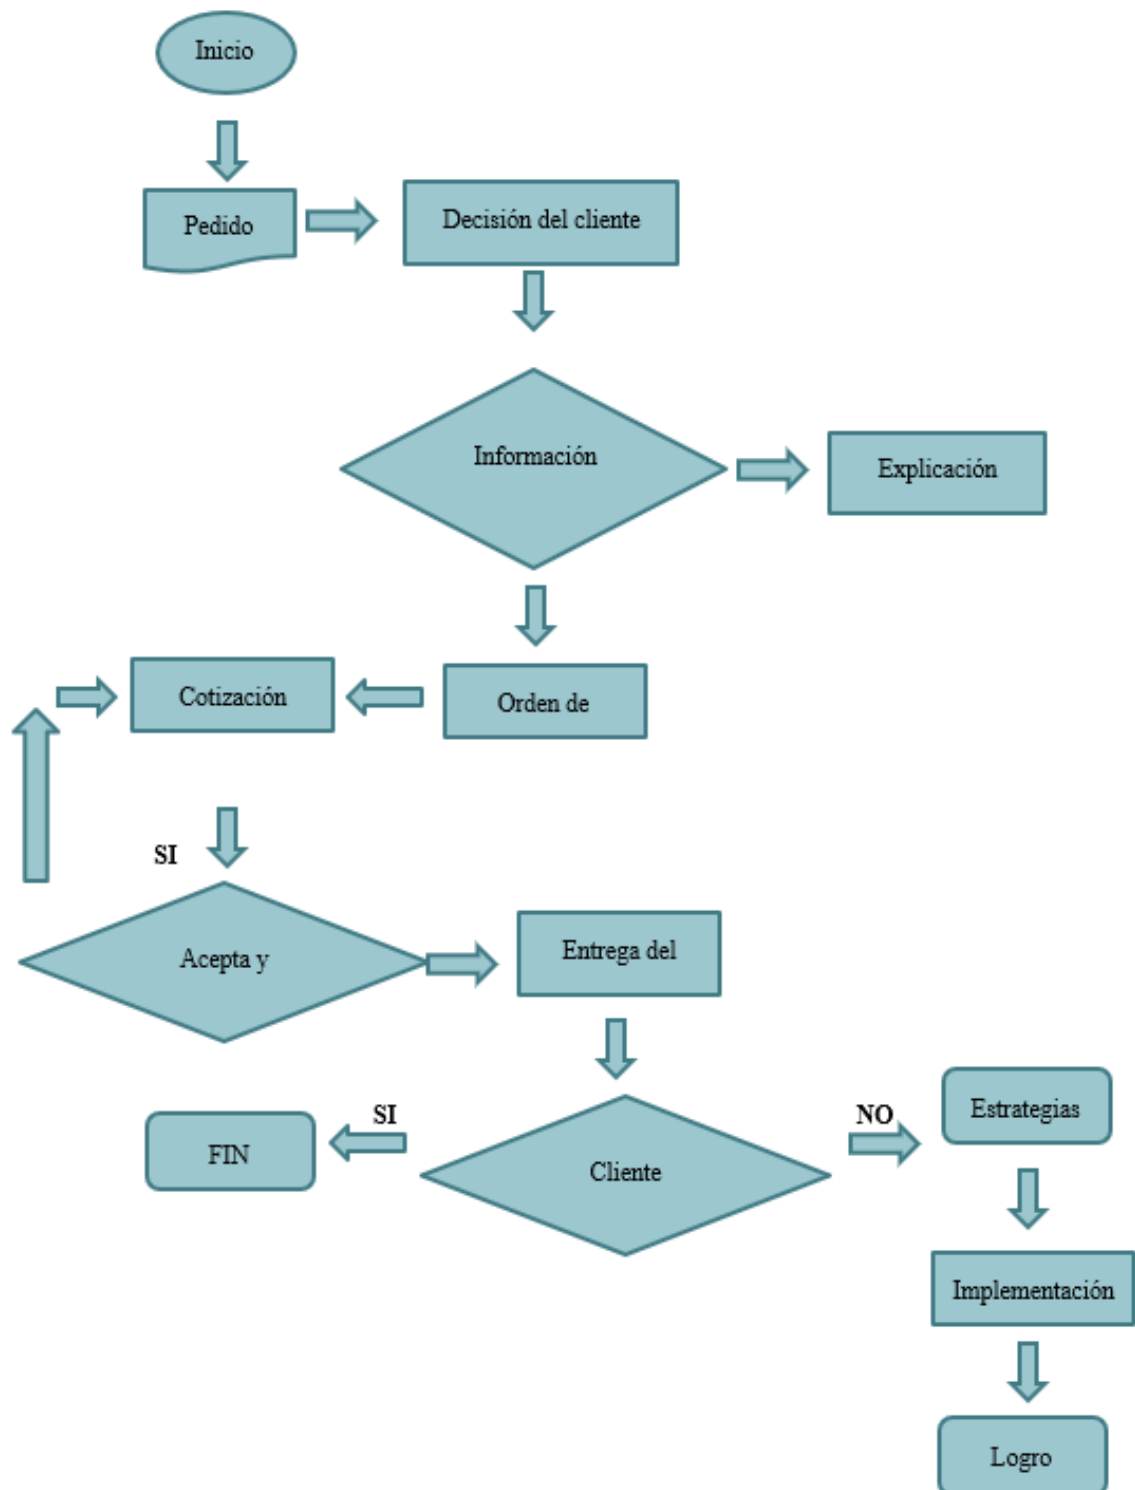 Inicio
Pedido
Decisión del cliente
Información
Explicación
Cotización
Orden de
SI
Acepta y
Entrega del
SI
NO
Estrategias
FIN
Cliente
Implementación
Logro